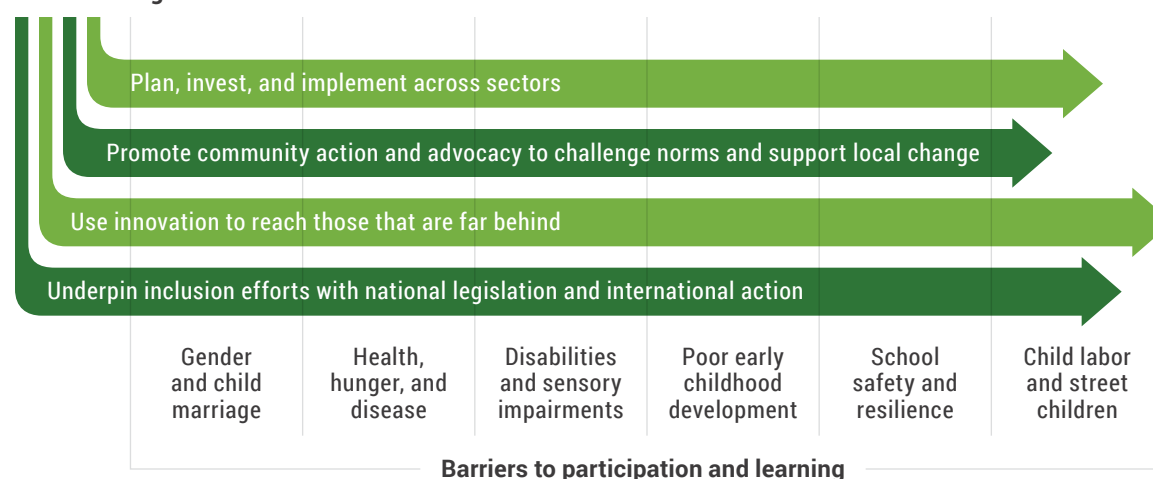 Plan, invest, and implement across sectors
Promote community action and advocacy to challenge norms and support local change
Use innovation to reach those that are far behind
Underpin inclusion efforts with national legislation and international action
Gender
and child
marriage
Health,
hunger, and
disease
Disabilities
and sensory
impairments
Poor early
childhood
development
School
safety and
resilience
Child labor
and street
children
Barriers to participation and learning